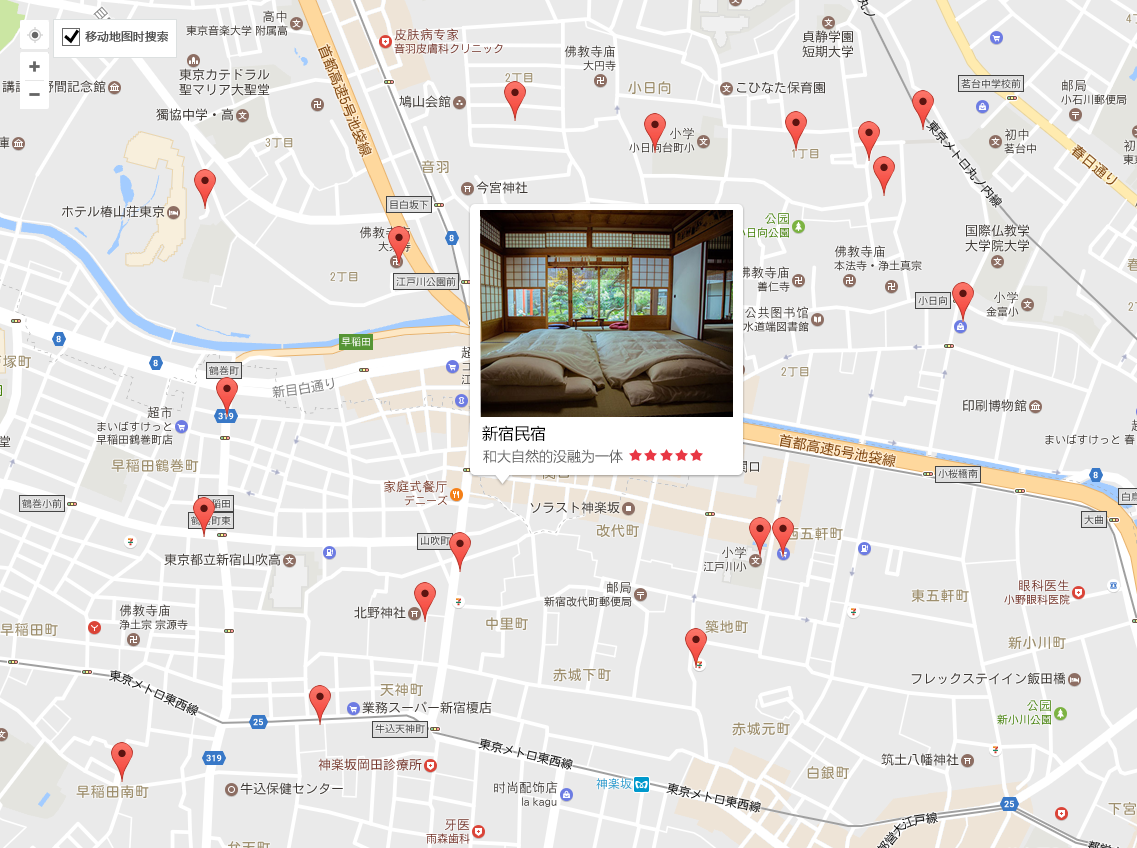 高中
東京音楽大学 附属高
移动地图时搜索
皮肤病专家
音羽皮膚科クリニック
貞静学園
短期大学
佛教寺庙
大円寺
東京カテドラル
聖マリア大聖堂
首都高速5号池袋線
2丁目
小日向
こひなた保育園
茗台中学校前
邮局
小石川郵便局
野間記念館
鳩山会館
獨協中学・高
小学
小日向台町小
1丁目
初中
茗台中
東京メトロ丸ノ内線
春日通り
3丁目
音羽
今宮神社
目白坂下
ホテル椿山荘東京
佛教寺庙
公园
小日向公園
国際仏教学
大学院大学
2丁目
江戸川公園前
佛教寺庙
善仁寺
佛教寺庙
本法寺・浄土真宗
小日向
小学
金富小
公共图书馆
水道端図書館
早稲田
鶴巻町
新目白通り
2丁目
印刷博物館
超市
まいばすけっと
早稲田鶴巻町店
319
新宿民宿
和大自然的没融为一体 ★★★★★
首都高速5号池袋線
まいばすけっと 春
早稲田鶴巻町
小桜橋南
鶴巻小前
家庭式餐厅
デニーズ
ソラスト神楽坂
改代町
西五軒町
大曲
山吹町
東京都立新宿山吹高
小学
江戸川小
北野神社
邮局
新宿改代町郵便局
眼科医生
小野眼科医院
東五軒町
佛教寺庙
浄土宗 宗源寺
早稲田町
中里町
築地町
新小川町
赤城下町
フレックステイイン飯田橋
東京メトロ東西線
天神町
業務スーパー新宿榎店
牛込天神町
25
公园
新小川公園
赤城元町
319
東京メトロ東西線
神楽坂岡田診療所
筑土八幡神社
白銀町
早稲田南町
牛込保健センター
时尚配饰店
la kagu
神楽坂
東京メトロ東西線
25
牙医
雨森歯科
弁天町
都営大江戸線
下宮